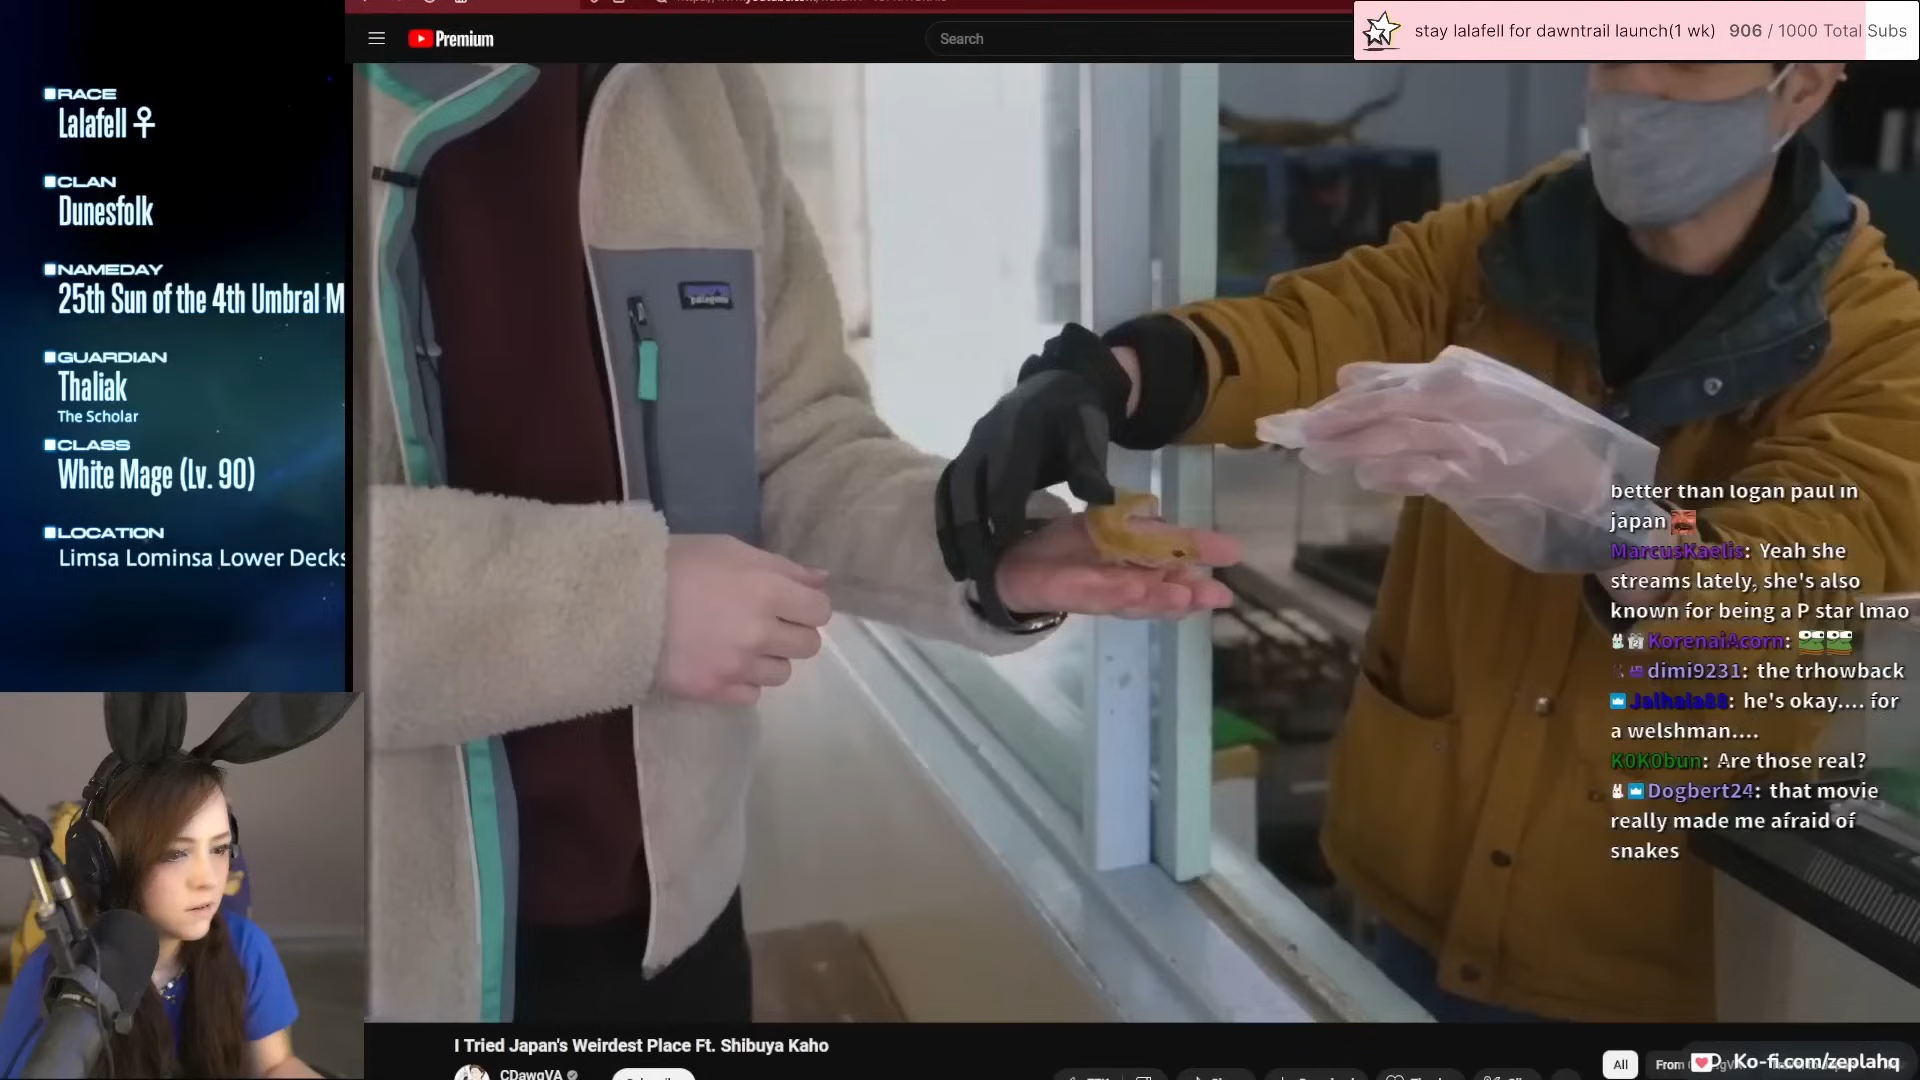 RACE
Lalafell ♀
CLAN
Dunesfolk
NAMEDAY
25th Sun of the 4th Umbral M
GUARDIAN
Thaliak
The Scholar
CLASS
White Mage (Lv. 90)
LOCATION
Limsa Lominsa Lower Decks
Premium
Search
stay lalafell for dawntrail launch(1 wk) 906 / 1000 Total Subs
patagonia
better than logan paul in
japan
MarcusKaelis: Yeah she
streams lately, she's also
known for being a P star lmao
KorenaiAcorn:
dimi9231: the trhowback
Jalhala88: he's okay.... for
a welshman....
K0K0bun: Are those real?
Dogbert24: that movie
really made me afraid of
snakes
I Tried Japan's Weirdest Place Ft. Shibuya Kaho
CDawgVA
All
From
Ko-fi.com/zeplahq